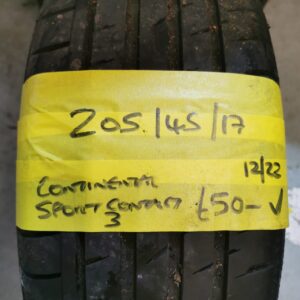 205/45/17
12/22
CONTINENTAL
SPORT CONTACT £50-✓
3